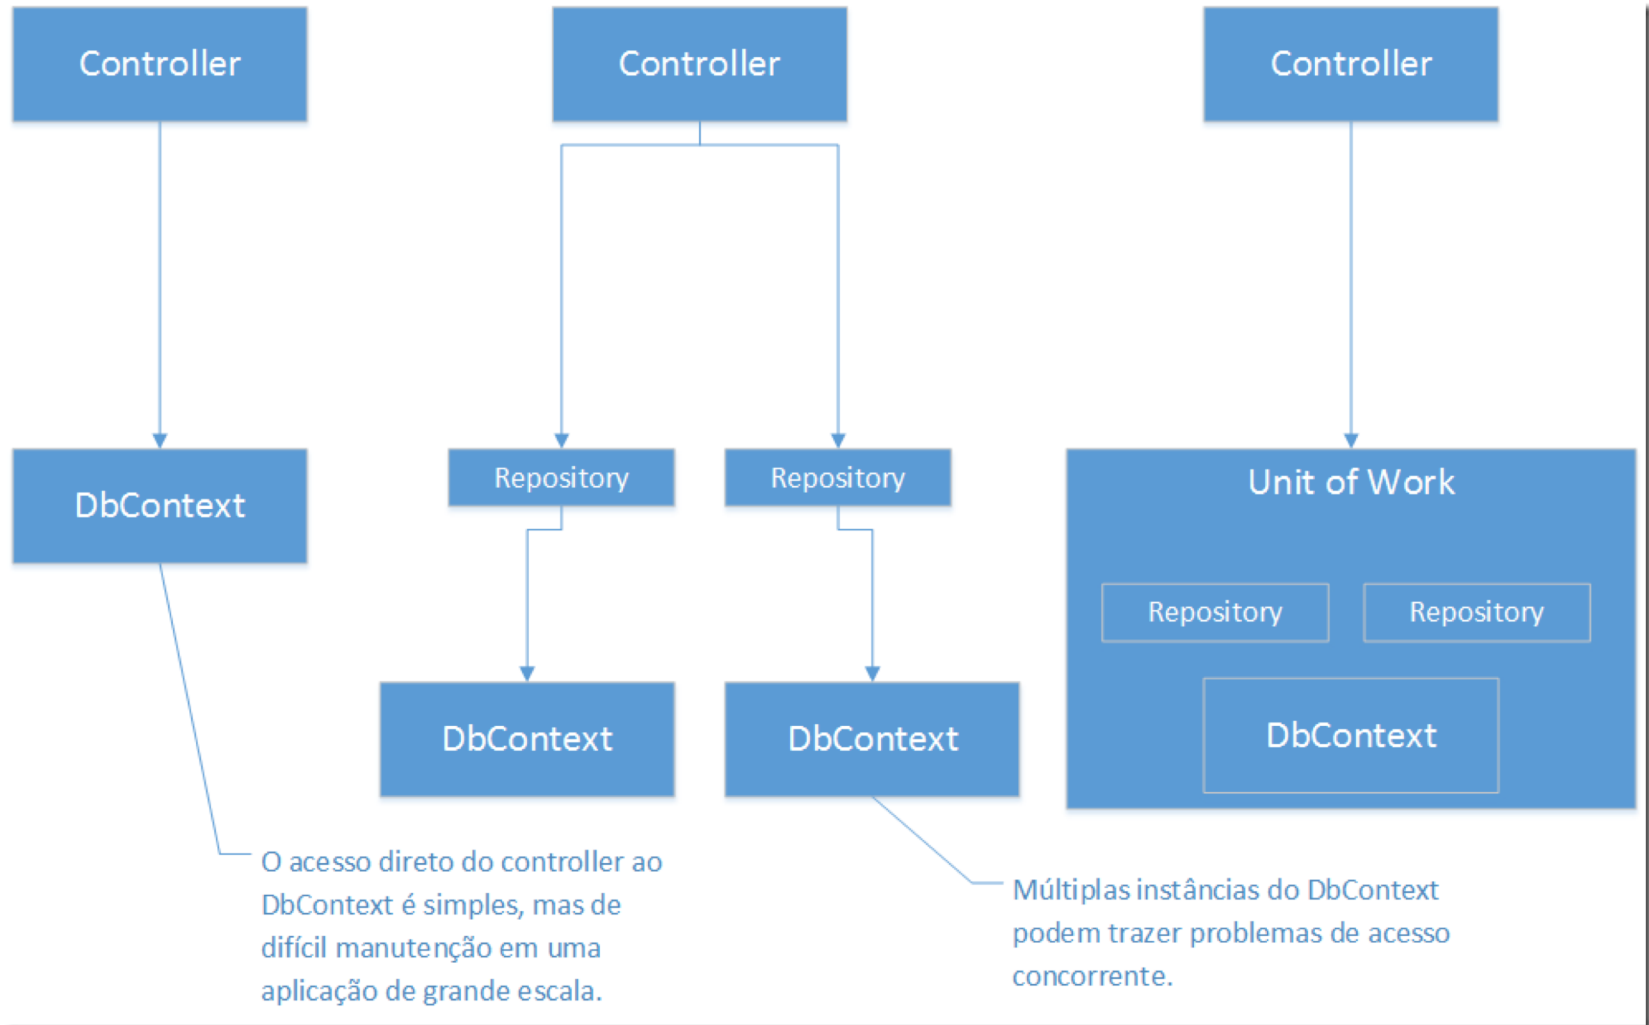 Controller
Controller
Controller
DbContext
Repository
Repository
Unit of Work
Repository
Repository
DbContext
DbContext
DbContext
O acesso direto do controller ao
DbContext é simples, mas de
difícil manutenção em uma
aplicação de grande escala.
Múltiplas instâncias do DbContext
podem trazer problemas de acesso
concorrente.